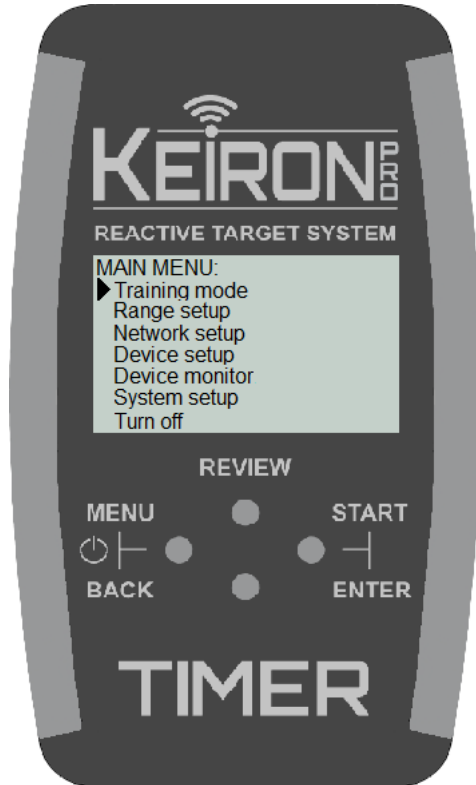 KEIRON PRO
REACTIVE TARGET SYSTEM
MAIN MENU:
Training mode
Range setup
Network setup
Device setup
Device monitor
System setup
Turn off
REVIEW
MENU
START
BACK
ENTER
TIMER